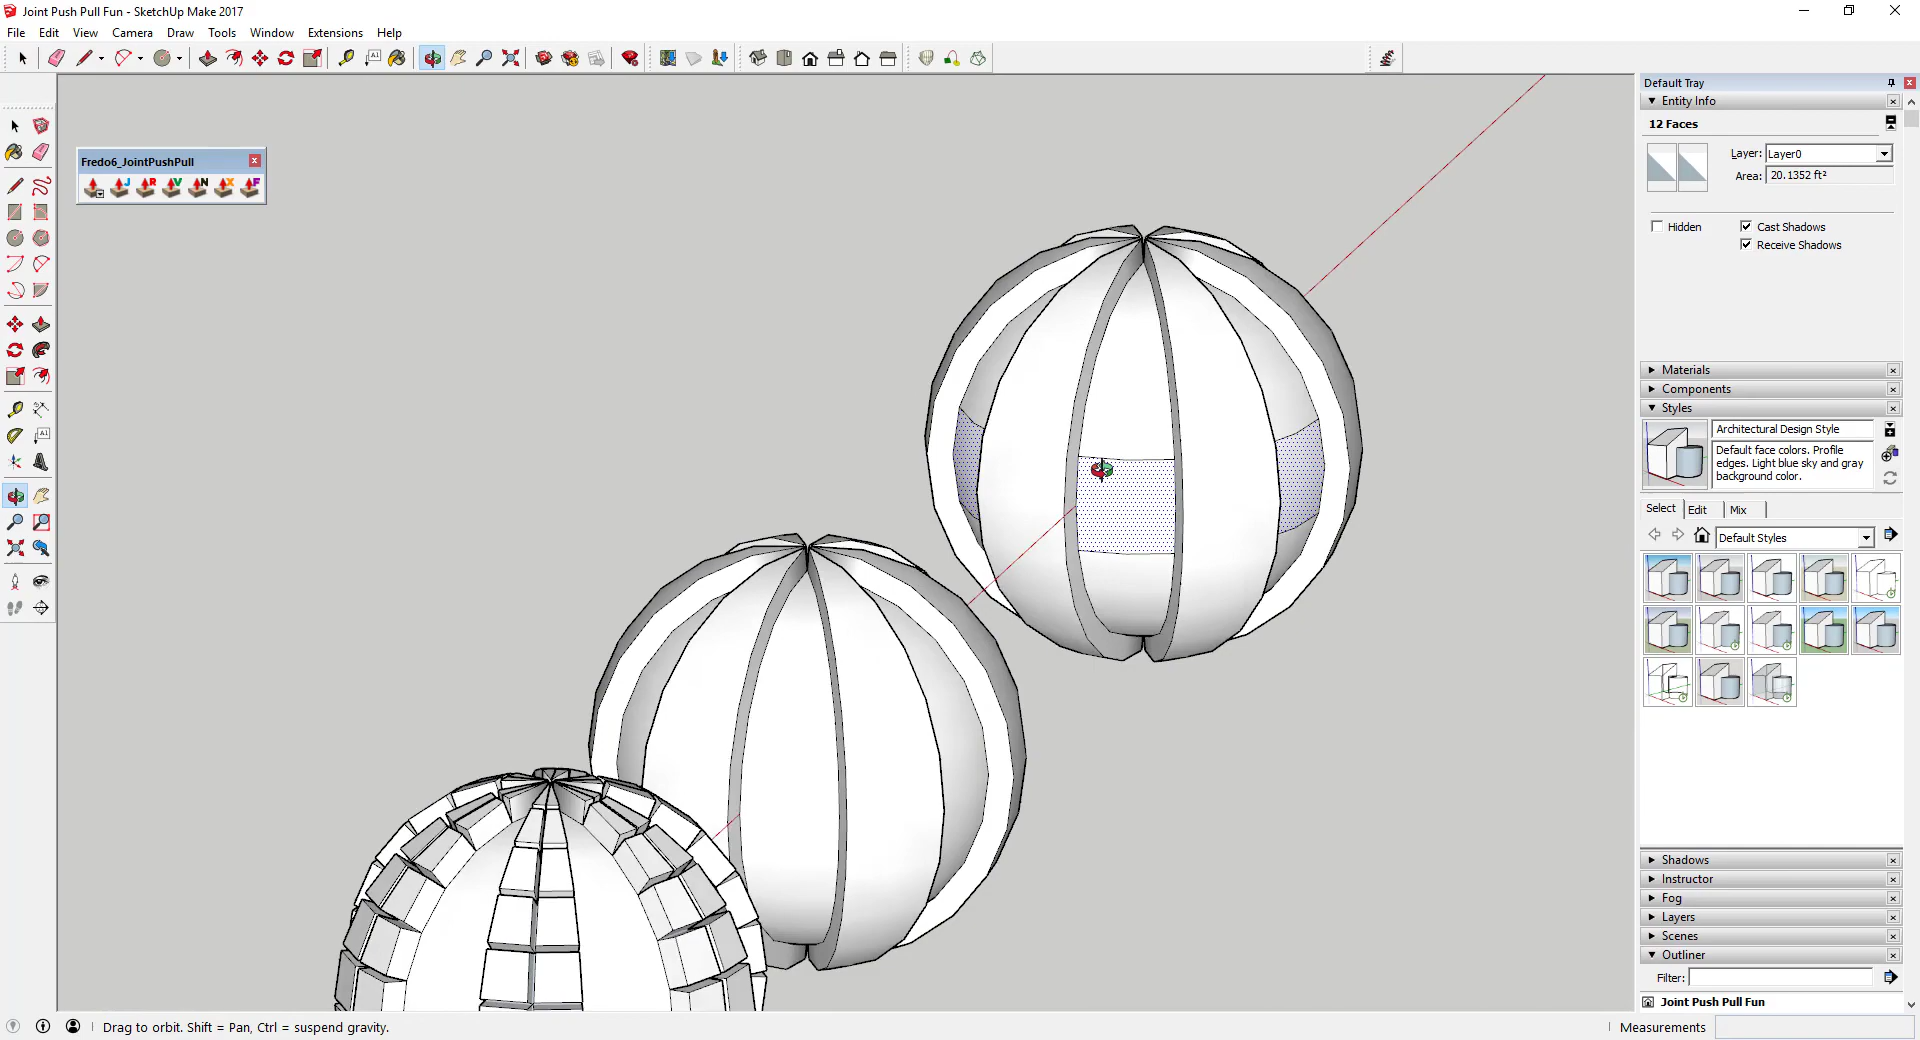 Joint Push Pull Fun - SketchUp Make 2017
File Edit View Camera Draw Tools Window Extensions Help
Default Tray
Entity Info
12 Faces
Layer: Layer0
Area: 20.1352 ft²
Hidden Cast Shadows
Receive Shadows
Fredo6_JointPushPull
J R V N X F
Materials
Components
Styles
Architectural Design Style
Default face colors. Profile
edges. Light blue sky and gray
background color.
Select Edit Mix
Default Styles
Shadows
Instructor
Fog
Layers
Scenes
Outliner
Filter:
Joint Push Pull Fun
Drag to orbit. Shift = Pan, Ctrl = suspend gravity.
Measurements